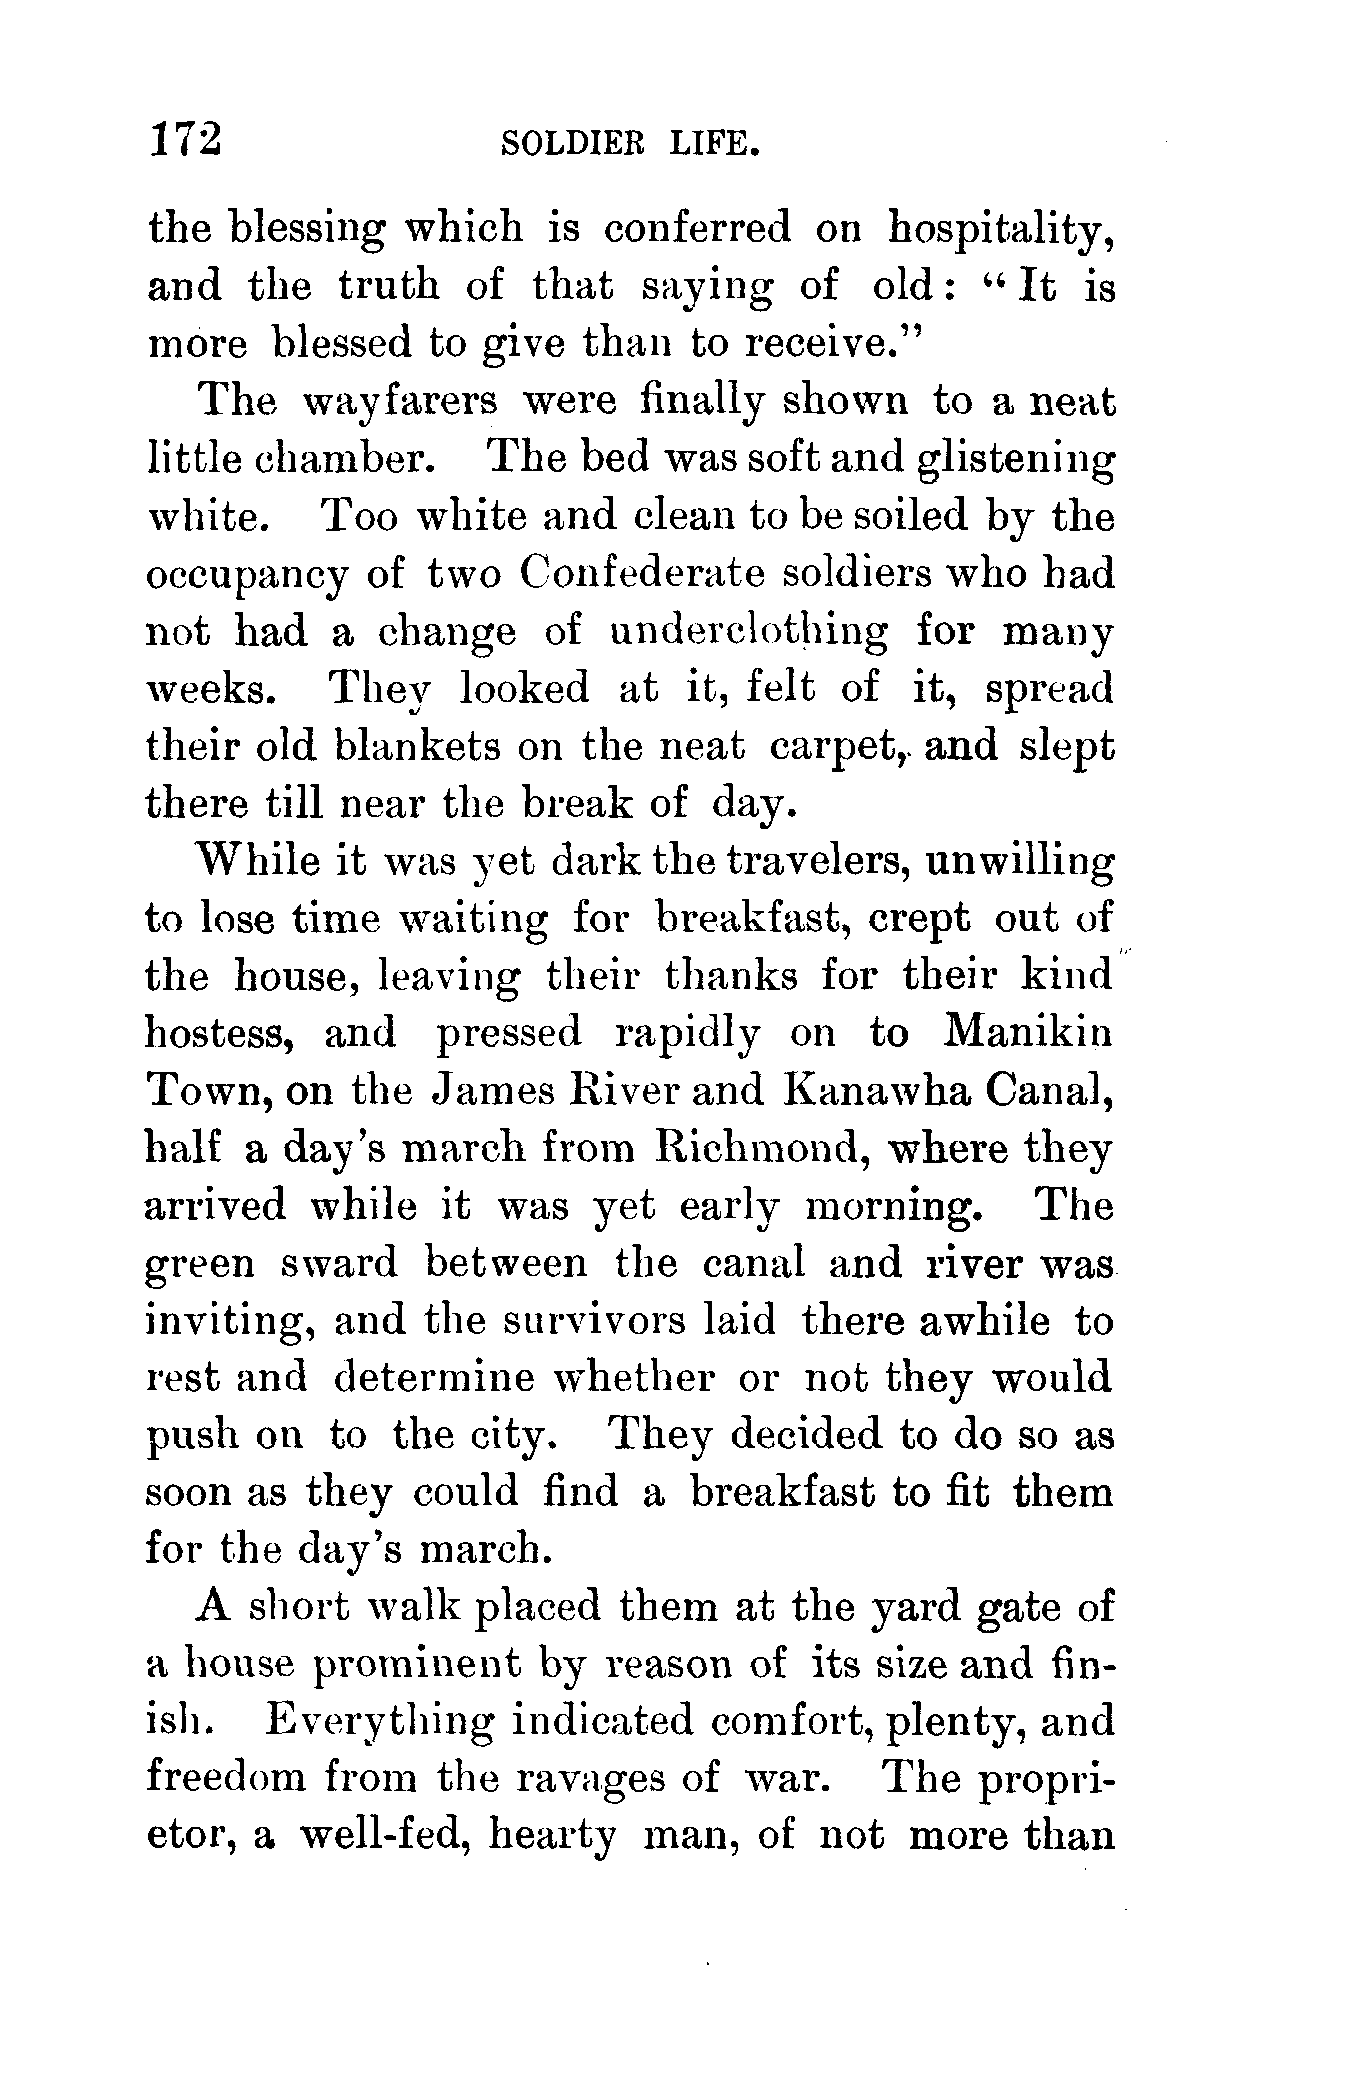 172 SOLDIER LIFE.
the blessing which is conferred on hospitality,
and the truth of that saying of old: "It is
more blessed to give than to receive."
The wayfarers were finally shown to a neat
little chamber. The bed was soft and glistening
white. Too white and clean to be soiled by the
occupancy of two Confederate soldiers who had
not had a change of underclothing for many
weeks. They looked at it, felt of it, spread
their old blankets on the neat carpet, and slept
there till near the break of day.
While it was yet dark the travelers, unwilling
to lose time waiting for breakfast, crept out of
the house, leaving their thanks for their kind
hostess, and pressed rapidly on to Manikin
Town, on the James River and Kanawha Canal,
half a day's march from Richmond, where they
arrived while it was yet early morning. The
green sward between the canal and river was
inviting, and the survivors laid there awhile to
rest and determine whether or not they would
push on to the city. They decided to do so as
soon as they could find a breakfast to fit them
for the day's march.
A short walk placed them at the yard gate of
a house prominent by reason of its size and fin-
ish. Everything indicated comfort, plenty, and
freedom from the ravages of war. The propri-
etor, a well-fed, hearty man, of not more than